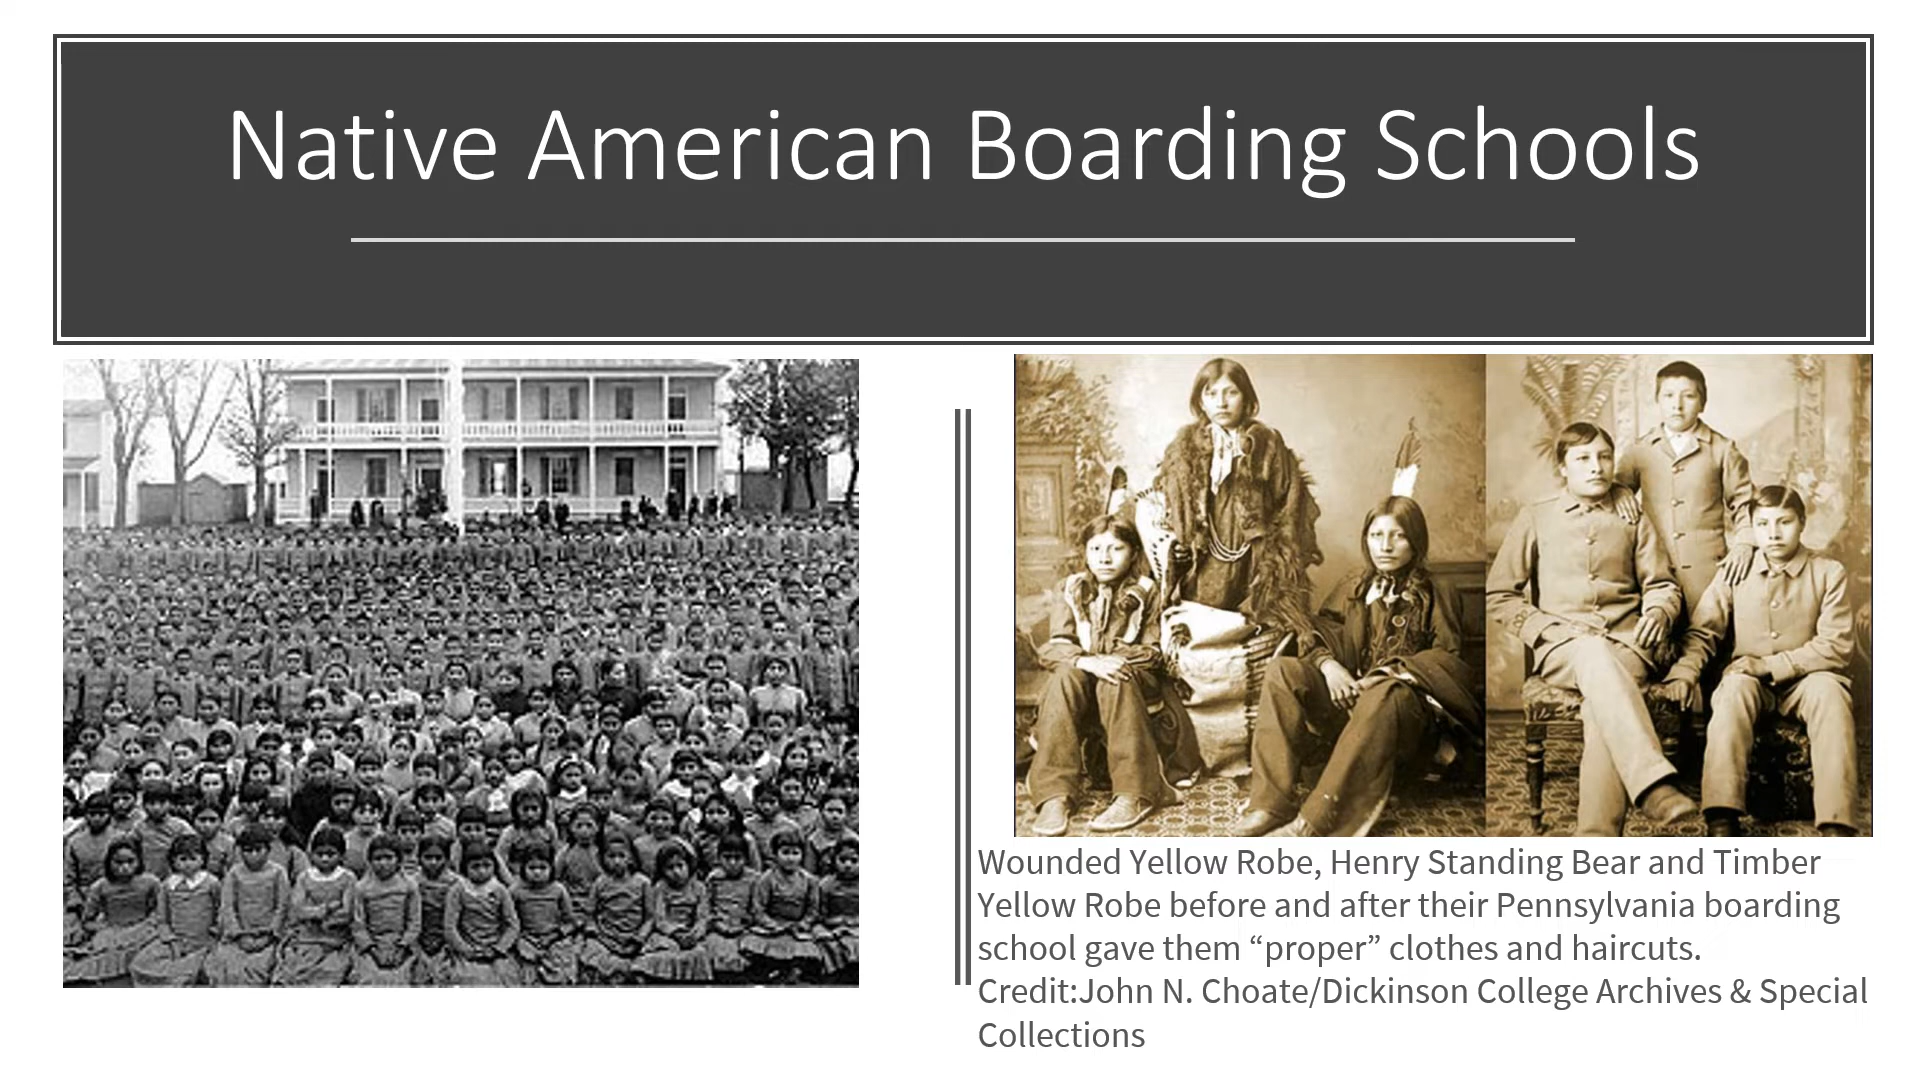 Native American Boarding Schools
Wounded Yellow Robe, Henry Standing Bear and Timber
Yellow Robe before and after their Pennsylvania boarding
school gave them “proper” clothes and haircuts.
Credit:John N. Choate/Dickinson College Archives & Special
Collections